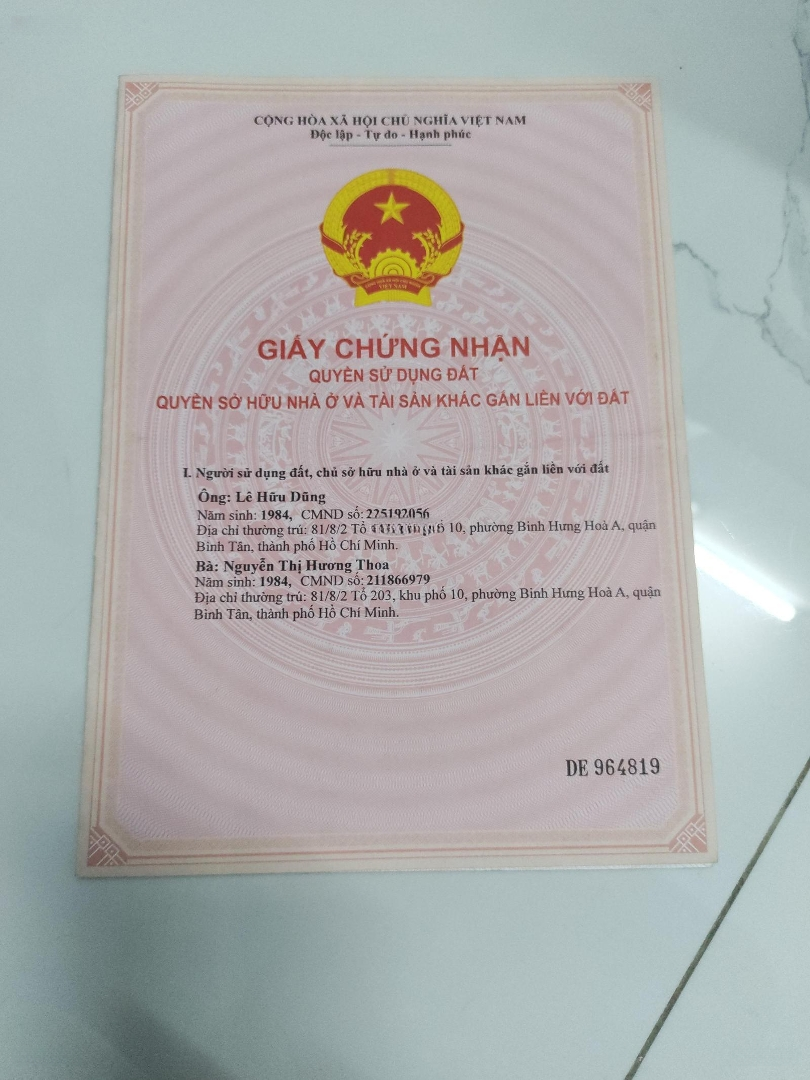 CỘNG HÒA XÃ HỘI CHỦ NGHĨA VIỆT NAM
Độc lập - Tự do - Hạnh phúc
VIỆT NAM
GIẤY CHỨNG NHẬN
QUYỀN SỬ DỤNG ĐẤT
QUYỀN SỞ HỮU NHÀ Ở VÀ TÀI SẢN KHÁC GẮN LIỀN VỚI ĐẤT
I. Người sử dụng đất, chủ sở hữu nhà ở và tài sản khác gắn liền với đất
Ông: Lê Hữu Dũng
Năm sinh: 1984, CMND số: 225192056
Địa chỉ thường trú: 81/8/2 Tổ 10, phường Bình Hưng Hoà A, quận
Bình Tân, thành phố Hồ Chí Minh.
Bà: Nguyễn Thị Hương Thoa
Năm sinh: 1984, CMND số: 211866979
Địa chỉ thường trú: 81/8/2 Tổ 203, khu phố 10, phường Bình Hưng Hoà A, quận
Bình Tân, thành phố Hồ Chí Minh.
DE 964819